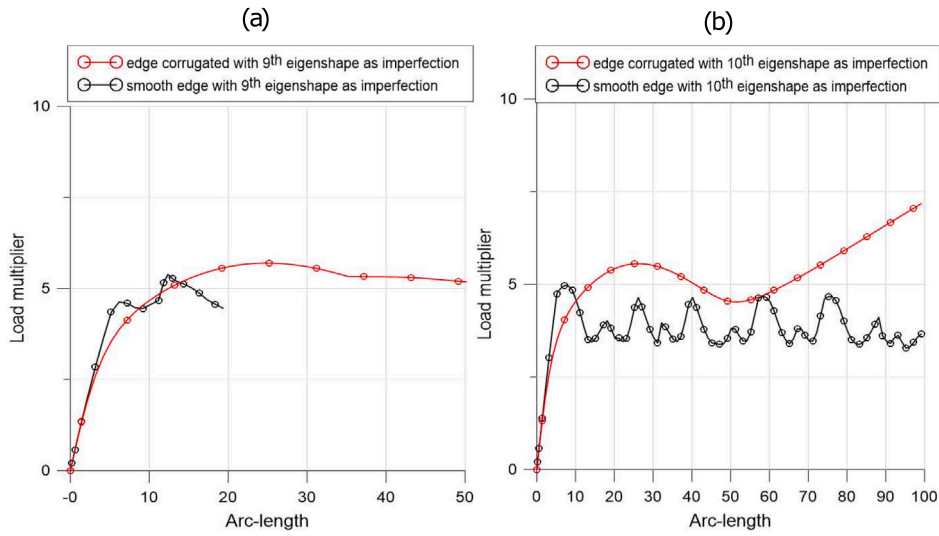 (a)
edge corrugated with 9th eigenshape as imperfection
smooth edge with 9th eigenshape as imperfection
10
5
0
Load multiplier
-0 10 20 30 40 50
Arc-length
(b)
edge corrugated with 10th eigenshape as imperfection
smooth edge with 10th eigenshape as imperfection
10
5
0
Load multiplier
0 10 20 30 40 50 60 70 80 90 100
Arc-length